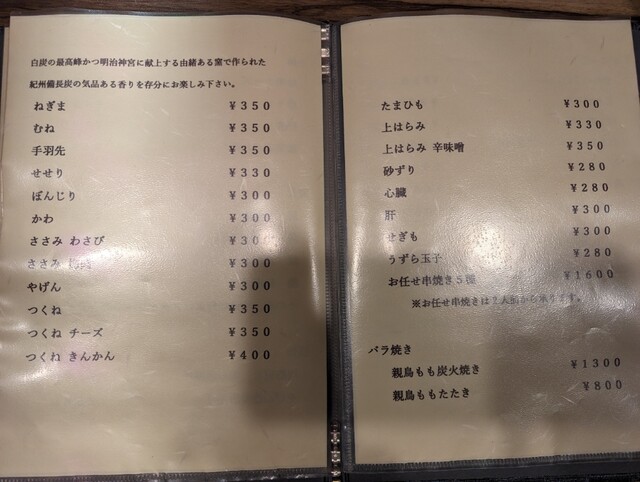 白炭の最高峰かつ明治神宮に献上する由緒ある窯で作られた
紀州備長炭の気品ある香りを存分にお楽しみ下さい。
ねぎま ¥350
むね ¥350
手羽先 ¥350
せせり ¥330
ぼんじり ¥300
かわ ¥300
ささみ わさび ¥300
ささみ ¥300
やげん ¥300
つくね ¥350
つくね チーズ ¥350
つくね きんかん ¥400
たまひも ¥300
上はらみ ¥330
上はらみ 辛味噌 ¥350
砂ずり ¥280
心臓 ¥280
肝 ¥300
せぎも ¥300
うずら玉子 ¥280
お任せ串焼き5種 ¥1600
※お任せ串焼きは2人前から承ります。
バラ焼き
親鳥もも炭火焼き ¥1300
親鳥ももたたき ¥800